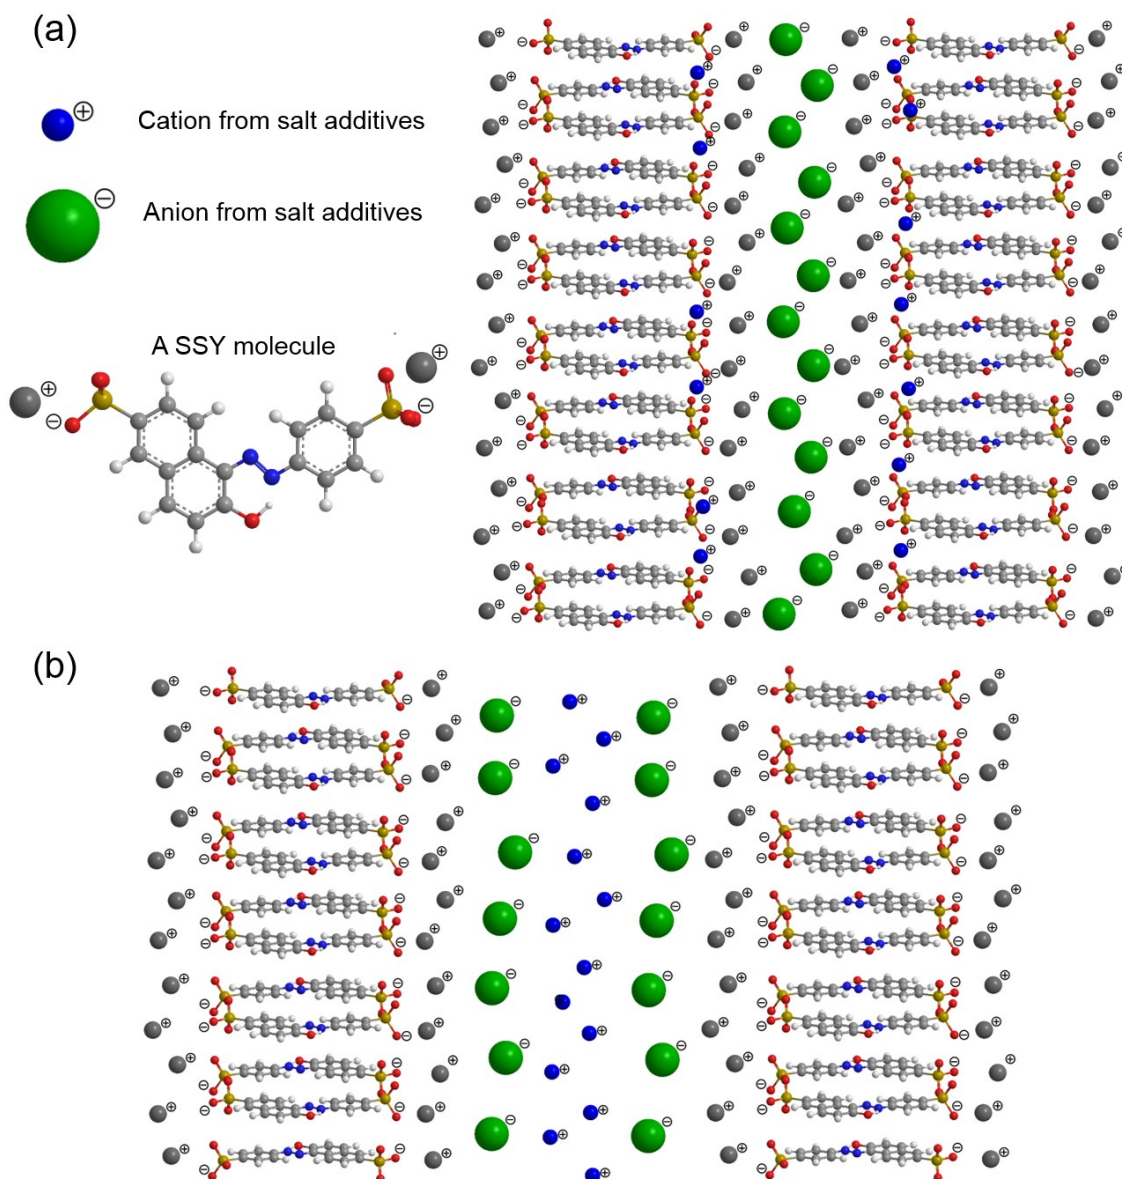 (a)
Cation from salt additives
Anion from salt additives
A SSY molecule
(b)